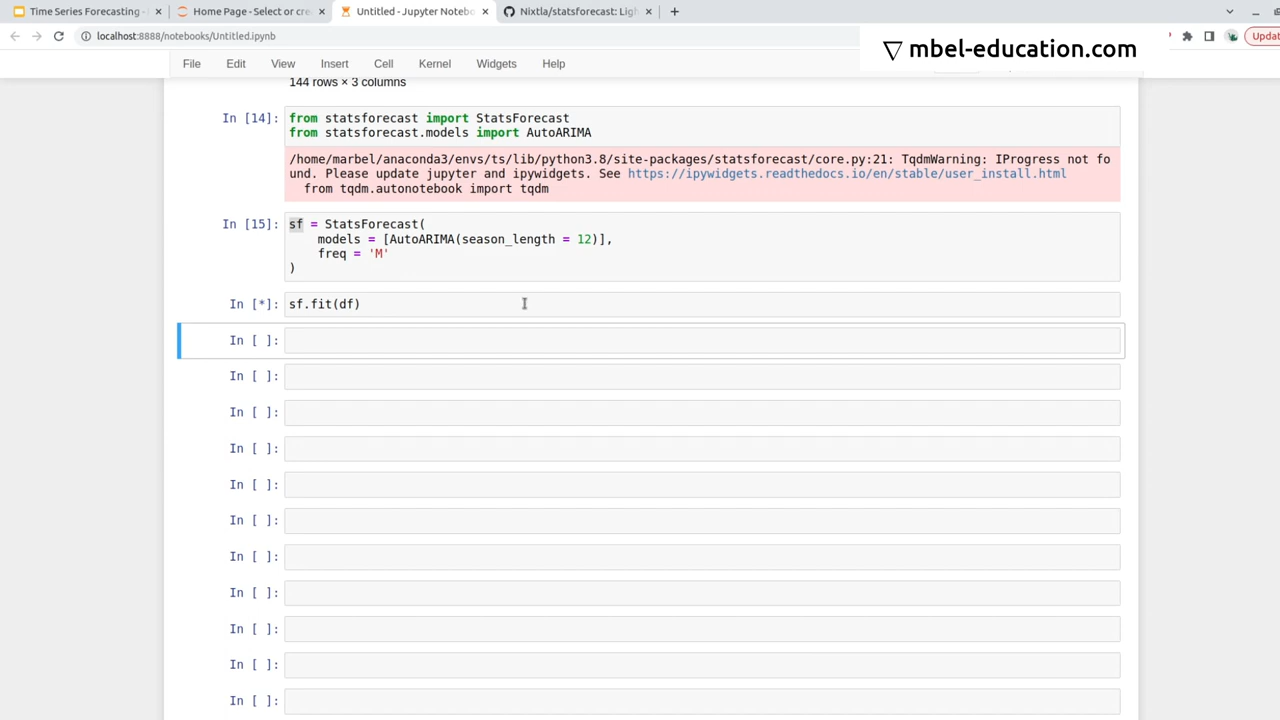 Time Series Forecasting -
Home Page - Select or cre
Untitled - Jupyter Notebo
Nixtla/statsforecast: Ligh
localhost:8888/notebooks/Untitled.ipynb
Updat
mbel-education.com
File Edit View Insert Cell Kernel Widgets Help
144 rows × 3 columns
In [14]: from statsforecast import StatsForecast
from statsforecast.models import AutoARIMA
/home/marbel/anaconda3/envs/ts/lib/python3.8/site-packages/statsforecast/core.py:21: TqdmWarning: IProgress not fo
und. Please update jupyter and ipywidgets. See https://ipywidgets.readthedocs.io/en/stable/user_install.html
from tqdm.autonotebook import tqdm
In [15]: sf = StatsForecast(
models = [AutoARIMA(season_length = 12)],
freq = 'M'
)
In [*]: sf.fit(df)
In [ ]:
In [ ]:
In [ ]:
In [ ]:
In [ ]:
In [ ]:
In [ ]:
In [ ]:
In [ ]:
In [ ]:
In [ ]: